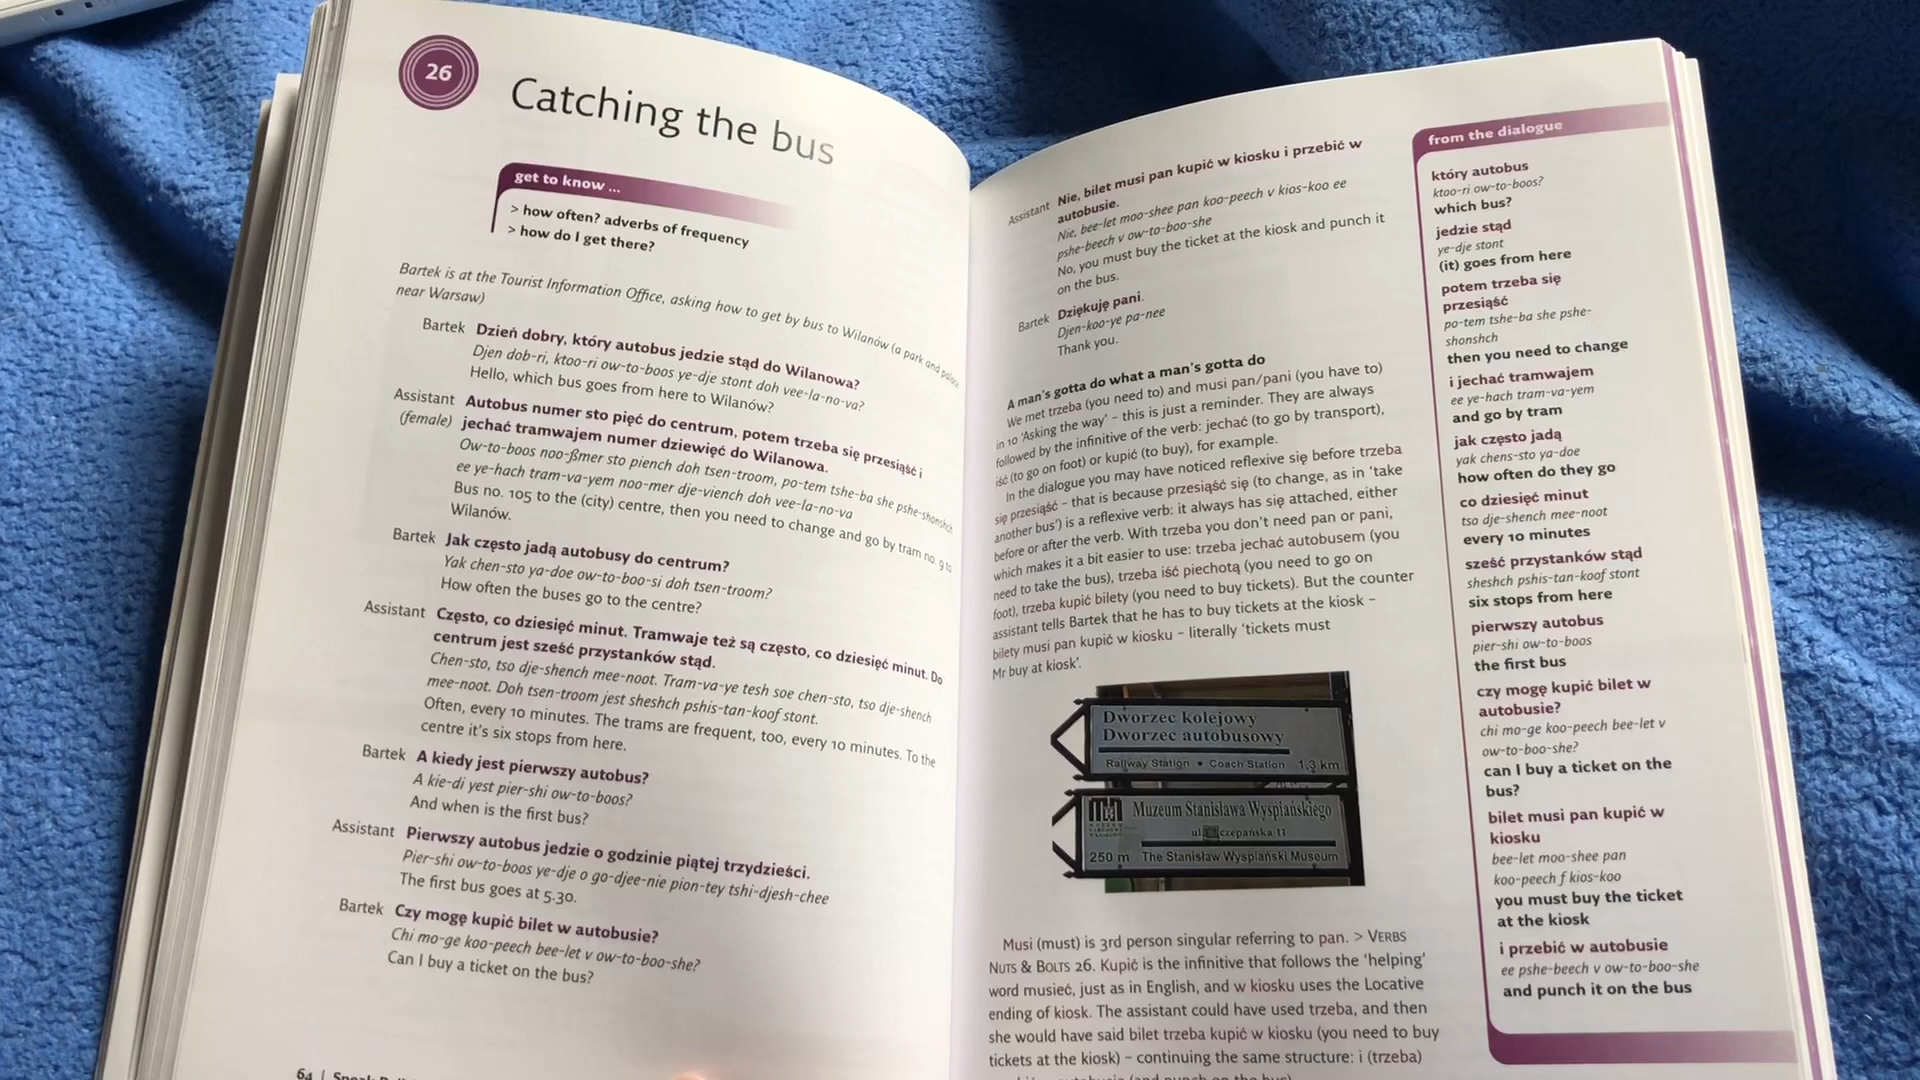 26
Catching the bus
get to know ...
> how often? adverbs of frequency
> how do I get there?
Bartek is at the Tourist Information Office, asking how to get by bus to Wilanów (a park and palace
near Warsaw)
Bartek Dzień dobry, który autobus jedzie stąd do Wilanowa?
Djen dob-ri, ktoo-ri ow-to-boos ye-dje stont doh vee-la-no-va?
Hello, which bus goes from here to Wilanów?
Assistant Autobus numer sto pięć do centrum, potem trzeba się przesiąść i
(female) jechać tramwajem numer dziewięć do Wilanowa.
Ow-to-boos noo-ßmer sto piench doh tsen-troom, po-tem tshe-ba she pshe-shonshch
ee ye-hach tram-va-yem noo-mer dje-viench doh vee-la-no-va
Bus no. 105 to the (city) centre, then you need to change and go by tram no. 9 to
Wilanów.
Bartek Jak często jadą autobusy do centrum?
Yak chen-sto ya-doe ow-to-boo-si doh tsen-troom?
How often the buses go to the centre?
Assistant Często, co dziesięć minut. Tramwaje też są często, co dziesięć minut. Do
centrum jest sześć przystanków stąd.
Chen-sto, tso dje-shench mee-noot. Tram-va-ye tesh soe chen-sto, tso dje-shench
mee-noot. Doh tsen-troom jest sheshch pshis-tan-koof stont.
Often, every 10 minutes. The trams are frequent, too, every 10 minutes. To the
centre it's six stops from here.
Bartek A kiedy jest pierwszy autobus?
A kie-di yest pier-shi ow-to-boos?
And when is the first bus?
Assistant Pierwszy autobus jedzie o godzinie piątej trzydzieści.
Pier-shi ow-to-boos ye-dje o go-djee-nie pion-tey tshi-djesh-chee
The first bus goes at 5.30.
Bartek Czy mogę kupić bilet w autobusie?
Chi mo-ge koo-peech bee-let v ow-to-boo-she?
Can I buy a ticket on the bus?
64 |
Assistant Nie, bilet musi pan kupić w kiosku i przebić w
autobusie.
Nie, bee-let moo-shee pan koo-peech v kios-koo ee
pshe-beech v ow-to-boo-she
No, you must buy the ticket at the kiosk and punch it
on the bus.
Bartek Dziękuję pani.
Djen-koo-ye pa-nee
Thank you.
A man's gotta do what a man's gotta do
We met trzeba (you need to) and musi pan/pani (you have to)
in 10 'Asking the way' – this is just a reminder. They are always
followed by the infinitive of the verb: jechać (to go by transport),
iść (to go on foot) or kupić (to buy), for example.
In the dialogue you may have noticed reflexive się before trzeba
się przesiąść – that is because przesiąść się (to change, as in 'take
another bus') is a reflexive verb: it always has się attached, either
before or after the verb. With trzeba you don't need pan or pani,
which makes it a bit easier to use: trzeba jechać autobusem (you
need to take the bus), trzeba iść piechotą (you need to go on
foot), trzeba kupić bilety (you need to buy tickets). But the counter
assistant tells Bartek that he has to buy tickets at the kiosk –
bilety musi pan kupić w kiosku – literally 'tickets must
Mr buy at kiosk'.
Dworzec kolejowy
Dworzec autobusowy
Railway Station • Coach Station 1,3 km
Muzeum Stanisława Wyspiańskiego
11
250 m The Stanisław Wyspiański Museum
Musi (must) is 3rd person singular referring to pan. > VERBS
NUTS & BOLTS 26. Kupić is the infinitive that follows the 'helping'
word musieć, just as in English, and w kiosku uses the Locative
ending of kiosk. The assistant could have used trzeba, and then
she would have said bilet trzeba kupić w kiosku (you need to buy
tickets at the kiosk) – continuing the same structure: i (trzeba)
from the dialogue
który autobus
ktoo-ri ow-to-boos?
which bus?
jedzie stąd
ye-dje stont
(it) goes from here
potem trzeba się
przesiąść
po-tem tshe-ba she pshe-
shonshch
then you need to change
i jechać tramwajem
ee ye-hach tram-va-yem
and go by tram
jak często jadą
yak chens-to ya-doe
how often do they go
co dziesięć minut
tso dje-shench mee-noot
every 10 minutes
sześć przystanków stąd
sheshch pshis-tan-koof stont
six stops from here
pierwszy autobus
pier-shi ow-to-boos
the first bus
czy mogę kupić bilet w
autobusie?
chi mo-ge koo-peech bee-let v
ow-to-boo-she?
can I buy a ticket on the
bus?
bilet musi pan kupić w
kiosku
bee-let moo-shee pan
koo-peech f kios-koo
you must buy the ticket
at the kiosk
i przebić w autobusie
ee pshe-beech v ow-to-boo-she
and punch it on the bus